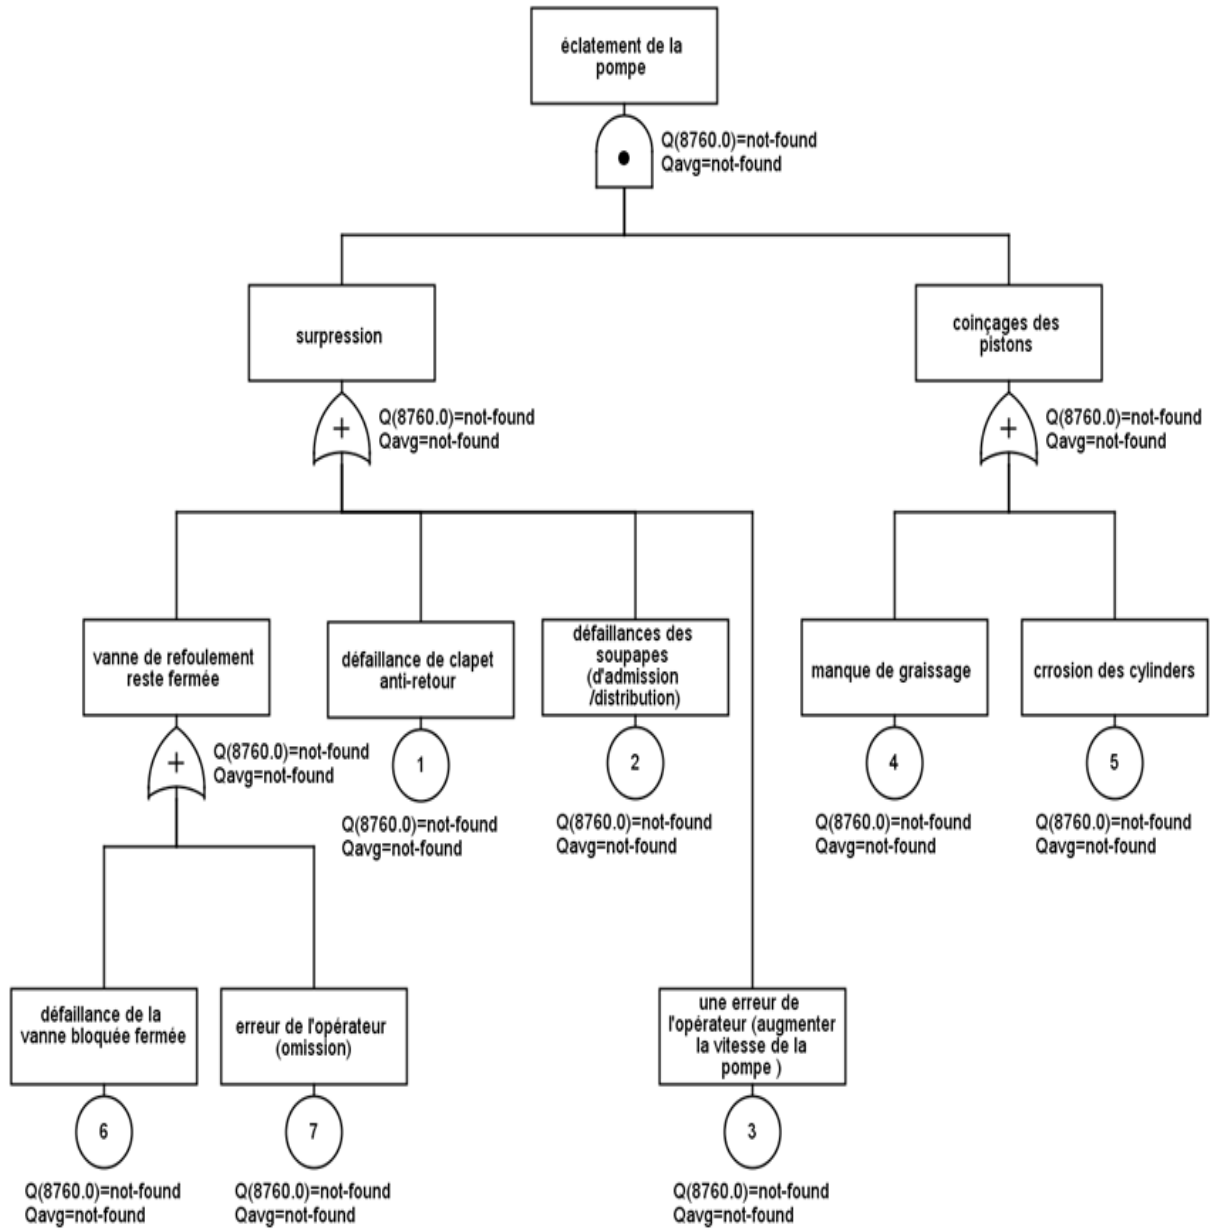 éclatement de la
pompe
Q(8760.0)=not-found
Qavg=not-found
surpression
Q(8760.0)=not-found
Qavg=not-found
coinçages des
pistons
Q(8760.0)=not-found
Qavg=not-found
vanne de refoulement
reste fermée
Q(8760.0)=not-found
Qavg=not-found
défaillance de clapet
anti-retour
1
Q(8760.0)=not-found
Qavg=not-found
défaillances des
soupapes
(d'admission
/distribution)
2
Q(8760.0)=not-found
Qavg=not-found
manque de graissage
4
Q(8760.0)=not-found
Qavg=not-found
crrosion des cylinders
5
Q(8760.0)=not-found
Qavg=not-found
défaillance de la
vanne bloquée fermée
6
Q(8760.0)=not-found
Qavg=not-found
erreur de l'opérateur
(omission)
7
Q(8760.0)=not-found
Qavg=not-found
une erreur de
l'opérateur (augmenter
la vitesse de la
pompe )
3
Q(8760.0)=not-found
Qavg=not-found